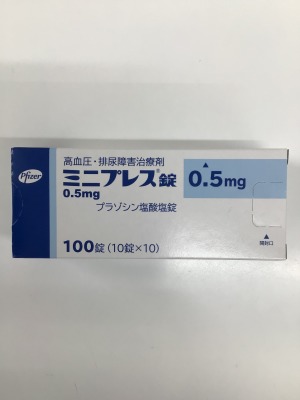 Pfizer
高血圧・排尿障害治療剤
ミニプレス®錠
0.5mg
0.5mg
プラゾシン塩酸塩錠
100錠(10錠×10)
開封口